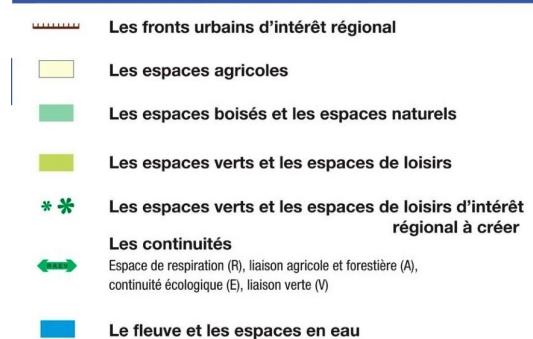 Les fronts urbains d’intérêt régional
Les espaces agricoles
Les espaces boisés et les espaces naturels
Les espaces verts et les espaces de loisirs
Les espaces verts et les espaces de loisirs d’intérêt
régional à créer
Les continuités
Espace de respiration (R), liaison agricole et forestière (A),
continuité écologique (E), liaison verte (V)
Le fleuve et les espaces en eau